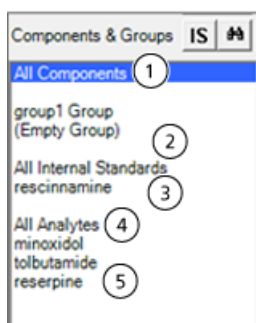 Components & Groups IS
All Components 1
group1 Group
(Empty Group)
2
All Internal Standards
rescinnamine
3
All Analytes 4
minoxidol
tolbutamide
reserpine 5